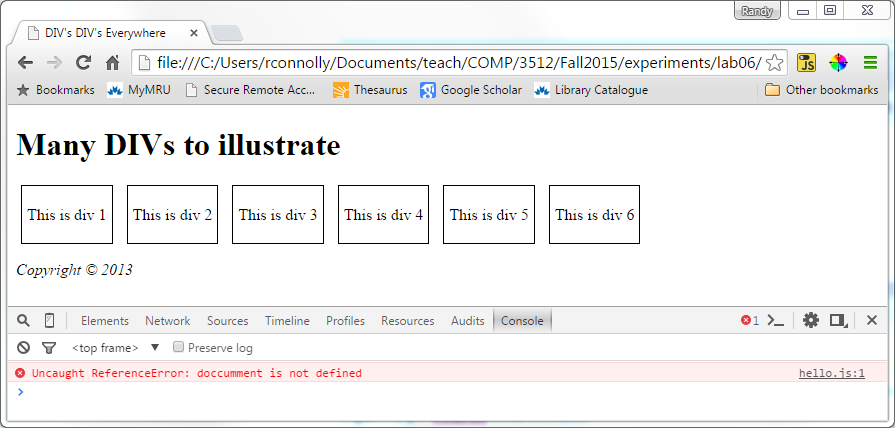 Randy
DIV's DIV's Everywhere
file:///C:/Users/rconnolly/Documents/teach/COMP/3512/Fall2015/experiments/lab06/
JS
Bookmarks MyMRU Secure Remote Acc... Thesaurus Google Scholar Library Catalogue Other bookmarks
Many DIVs to illustrate
This is div 1 This is div 2 This is div 3 This is div 4 This is div 5 This is div 6
Copyright © 2013
Elements Network Sources Timeline Profiles Resources Audits Console 1
<top frame> Preserve log
Uncaught ReferenceError: doccumment is not defined hello.js:1